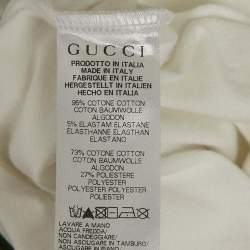 GUCCI
PRODOTTO IN ITALIA
MADE IN ITALY
FABRIQUE EN ITALIE
HERGESTELLT IN ITALIEN
HECHO EN ITALIA
95% COTONE COTTON
COTON BAUMWOLLE
ALGODON
5% ELASTAM ELASTANE
ELASTHANNE ELASTHAN
ELASTANO
73% COTONE COTTON
COTON BAUMWOLLE
ALGODON
27% POLIESTERE
POLYESTER
POLYESTER POLYESTER
POLIESTER
LAVARE A MANO
ACQUA FREDDA/
NON CANDEGGIARE/
NON ASCIUGARE IN TAMBURO/